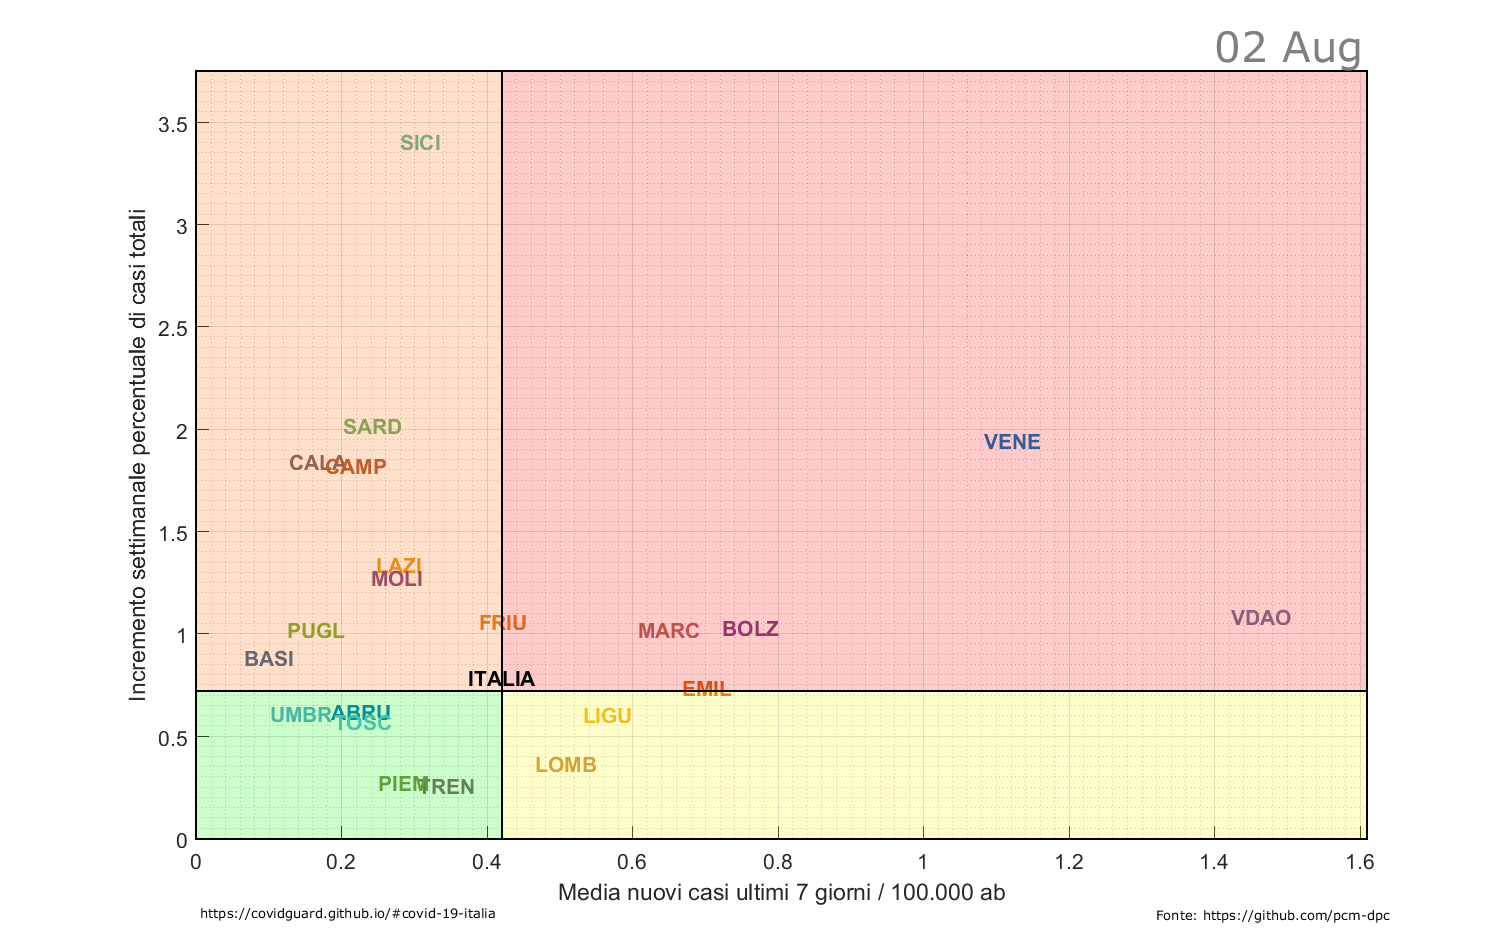 02 Aug
3.5
SICI
3
2.5
SARD
2
VENE
CALA
CAMP
1.5
LAZI
MOLI
VDAO
FRIU
BOLZ
MARC
PUGL
1
BASI
ITALIA
EMIL
ABRU
UMBR
LIGU
TOSC
0.5
LOMB
PIEM
TREN
0
0 0.2 0.4 0.6 0.8 1 1.2 1.4 1.6
Incremento settimanale percentuale di casi totali
Media nuovi casi ultimi 7 giorni / 100.000 ab
https://covidguard.github.io/#covid-19-italia
Fonte: https://github.com/pcm-dpc